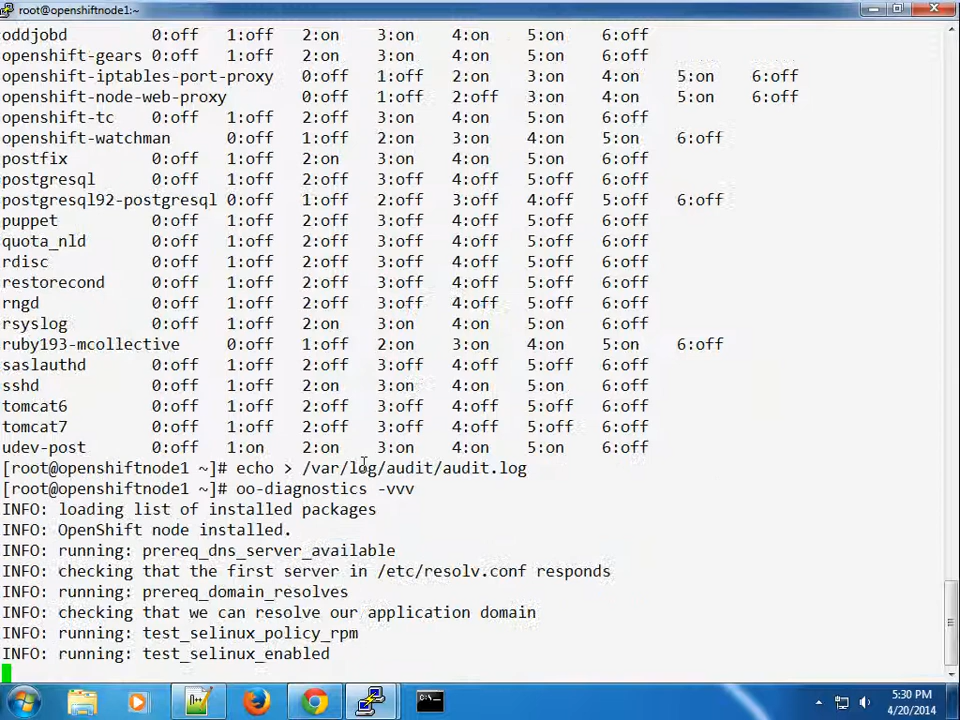 root@openshiftnode1:~
oddjobd 0:off 1:off 2:on 3:on 4:on 5:on 6:off
openshift-gears 0:off 1:off 2:on 3:on 4:on 5:on 6:off
openshift-iptables-port-proxy 0:off 1:off 2:on 3:on 4:on 5:on 6:off
openshift-node-web-proxy 0:off 1:off 2:off 3:on 4:on 5:on 6:off
openshift-tc 0:off 1:off 2:off 3:on 4:on 5:on 6:off
openshift-watchman 0:off 1:off 2:on 3:on 4:on 5:on 6:off
postfix 0:off 1:off 2:on 3:on 4:on 5:on 6:off
postgresql 0:off 1:off 2:off 3:off 4:off 5:off 6:off
postgresql92-postgresql 0:off 1:off 2:off 3:off 4:off 5:off 6:off
puppet 0:off 1:off 2:off 3:off 4:off 5:off 6:off
quota_nld 0:off 1:off 2:off 3:off 4:off 5:off 6:off
rdisc 0:off 1:off 2:off 3:off 4:off 5:off 6:off
restorecond 0:off 1:off 2:off 3:off 4:off 5:off 6:off
rngd 0:off 1:off 2:off 3:off 4:off 5:off 6:off
rsyslog 0:off 1:off 2:on 3:on 4:on 5:on 6:off
ruby193-mcollective 0:off 1:off 2:on 3:on 4:on 5:on 6:off
saslauthd 0:off 1:off 2:off 3:off 4:off 5:off 6:off
sshd 0:off 1:off 2:on 3:on 4:on 5:on 6:off
tomcat6 0:off 1:off 2:off 3:off 4:off 5:off 6:off
tomcat7 0:off 1:off 2:off 3:off 4:off 5:off 6:off
udev-post 0:off 1:on 2:on 3:on 4:on 5:on 6:off
[root@openshiftnode1 ~]# echo > /var/log/audit/audit.log
[root@openshiftnode1 ~]# oo-diagnostics -vvv
INFO: loading list of installed packages
INFO: OpenShift node installed.
INFO: running: prereq_dns_server_available
INFO: checking that the first server in /etc/resolv.conf responds
INFO: running: prereq_domain_resolves
INFO: checking that we can resolve our application domain
INFO: running: test_selinux_policy_rpm
INFO: running: test_selinux_enabled
5:30 PM
4/20/2014